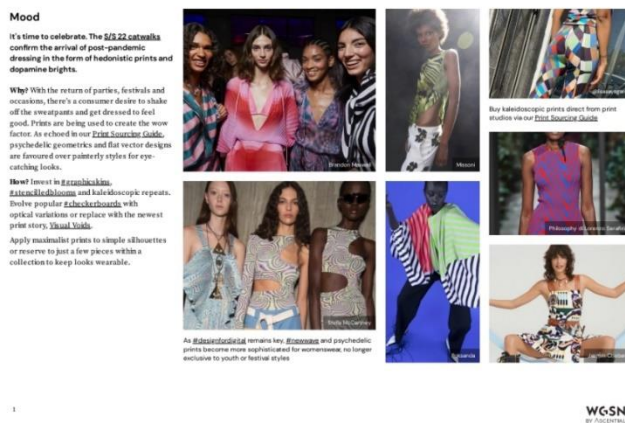 Mood
It's time to celebrate. The S/S 22 catwalks
confirm the arrival of post-pandemic
dressing in the form of hedonistic prints and
dopamine brights.
Why? With the return of parties, festivals and
occasions, there's a consumer desire to shake
off the sweatpants and get dressed to feel
good. Prints are being used to create the wow
factor. As echoed in our Print Sourcing Guide,
psychedelic geometrics and flat vector designs
are favoured over painterly styles for eye-
catching looks.
How? Invest in #graphicskins,
#stencilledblooms and kaleidoscopic repeats.
Evolve popular #checkerboards with
optical variations or replace with the newest
print story, Visual Voids.
Apply maximalist prints to simple silhouettes
or reserve to just a few pieces within a
collection to keep looks wearable.
Brandon Maxwell
Missoni
Buy kaleidoscopic prints direct from print
studios via our Print Sourcing Guide
Philosophy di Lorenzo Serafini
Stella McCartney
As #designfordigital remains key, #newwave and psychedelic
prints become more sophisticated for womenswear, no longer
exclusive to youth or festival styles
1
WGSN
BY ASCENTIAL